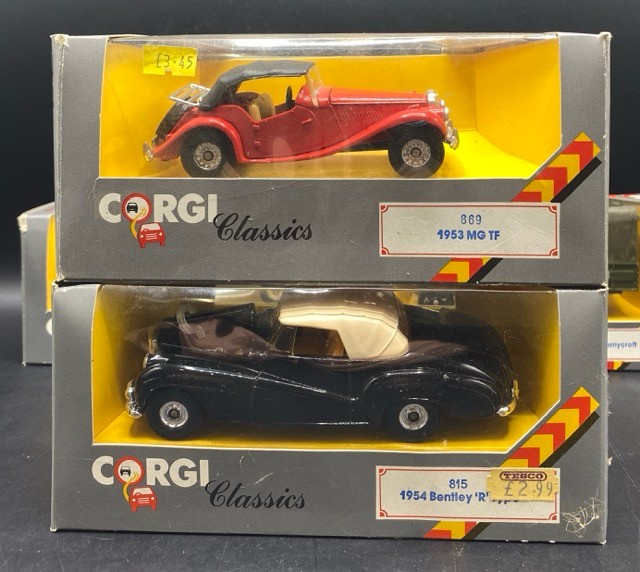 £3.45
CORGI
Classics
869
1953 MG TF
CORGI
Classics
815
1954 Bentley 'R'
TESCO
£2.99